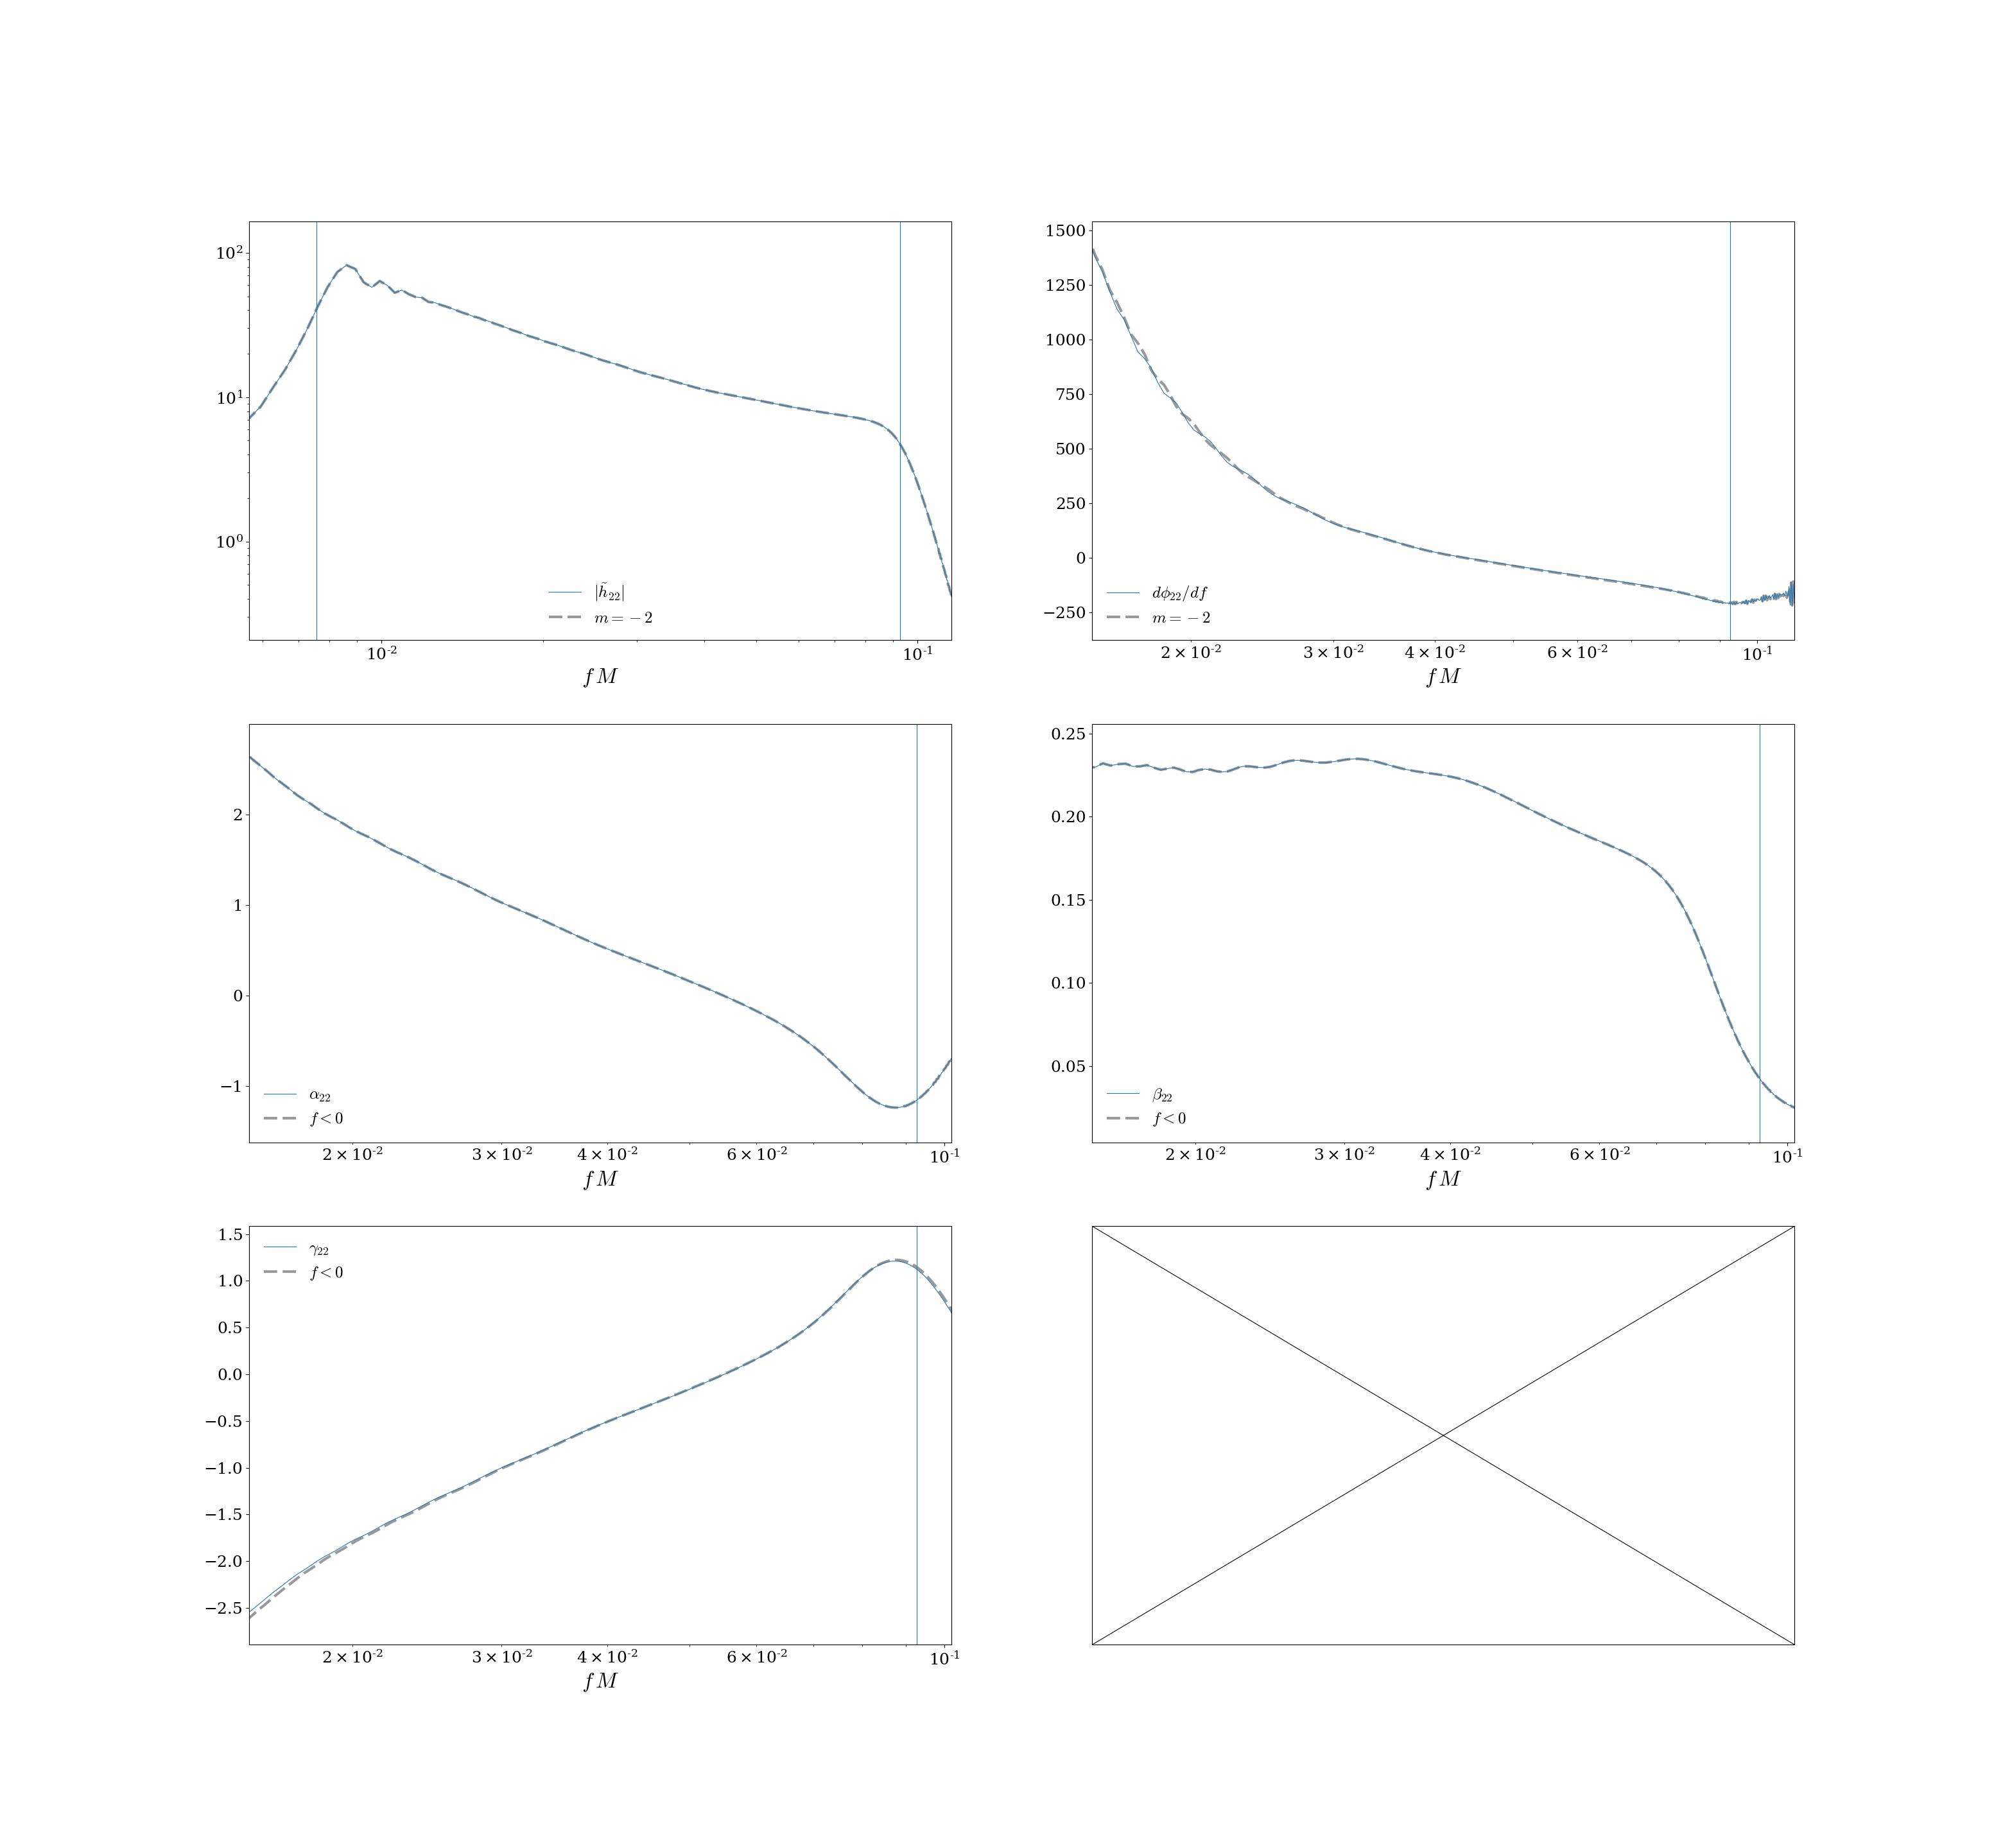 10² 1500
10¹ 1250
10⁰ 1000
750
500
250
0
−250
|h̃₂₂| dϕ₂₂/df
m = − 2 m = − 2
10⁻² 10⁻¹ 2 × 10⁻² 3 × 10⁻² 4 × 10⁻² 6 × 10⁻² 10⁻¹
f M f M
2 0.25
1 0.20
0 0.15
−1 0.10
0.05
α₂₂ β₂₂
f < 0 f < 0
2 × 10⁻² 3 × 10⁻² 4 × 10⁻² 6 × 10⁻² 10⁻¹ 2 × 10⁻² 3 × 10⁻² 4 × 10⁻² 6 × 10⁻² 10⁻¹
f M f M
γ₂₂
f < 0
1.5
1.0
0.5
0.0
−0.5
−1.0
−1.5
−2.0
−2.5
2 × 10⁻² 3 × 10⁻² 4 × 10⁻² 6 × 10⁻² 10⁻¹
f M